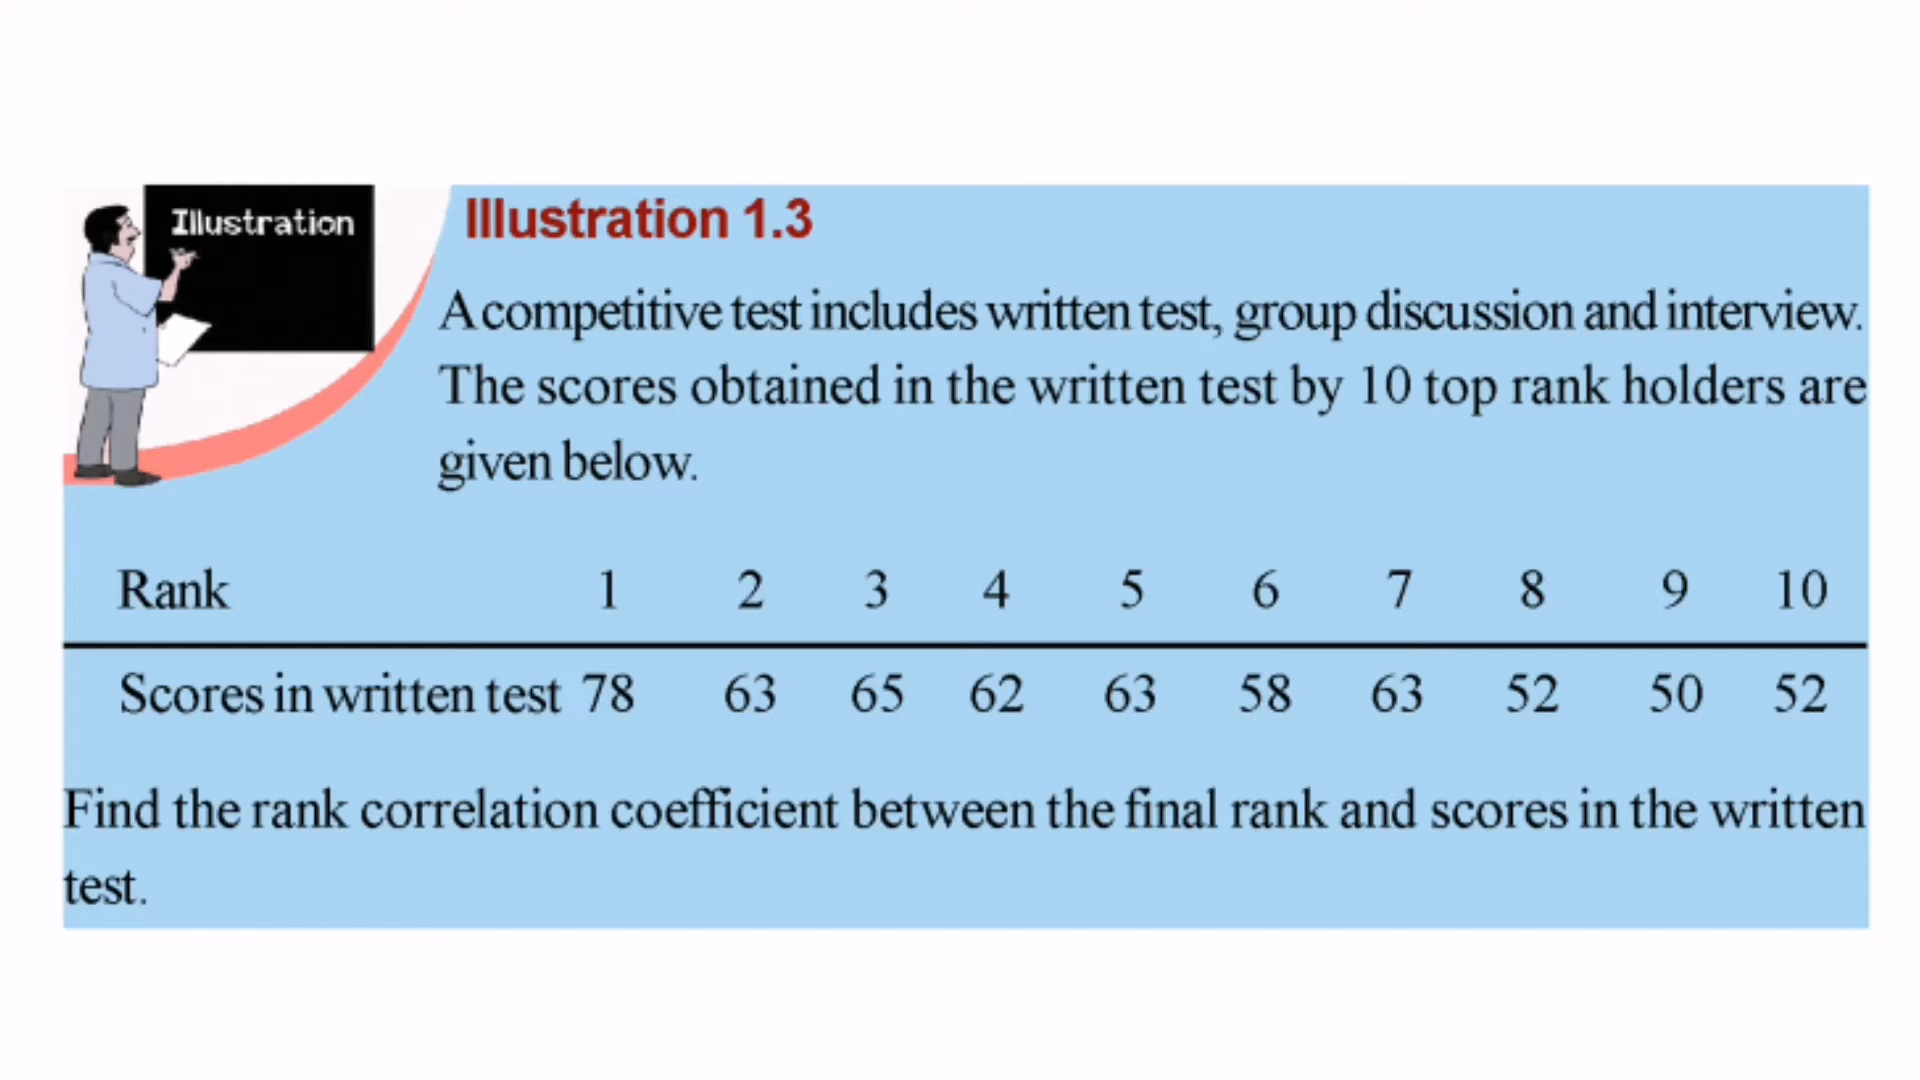 Illustration
Illustration 1.3
A competitive test includes written test, group discussion and interview.
The scores obtained in the written test by 10 top rank holders are
given below.
Rank 1 2 3 4 5 6 7 8 9 10
Scores in written test 78 63 65 62 63 58 63 52 50 52
Find the rank correlation coefficient between the final rank and scores in the written
test.